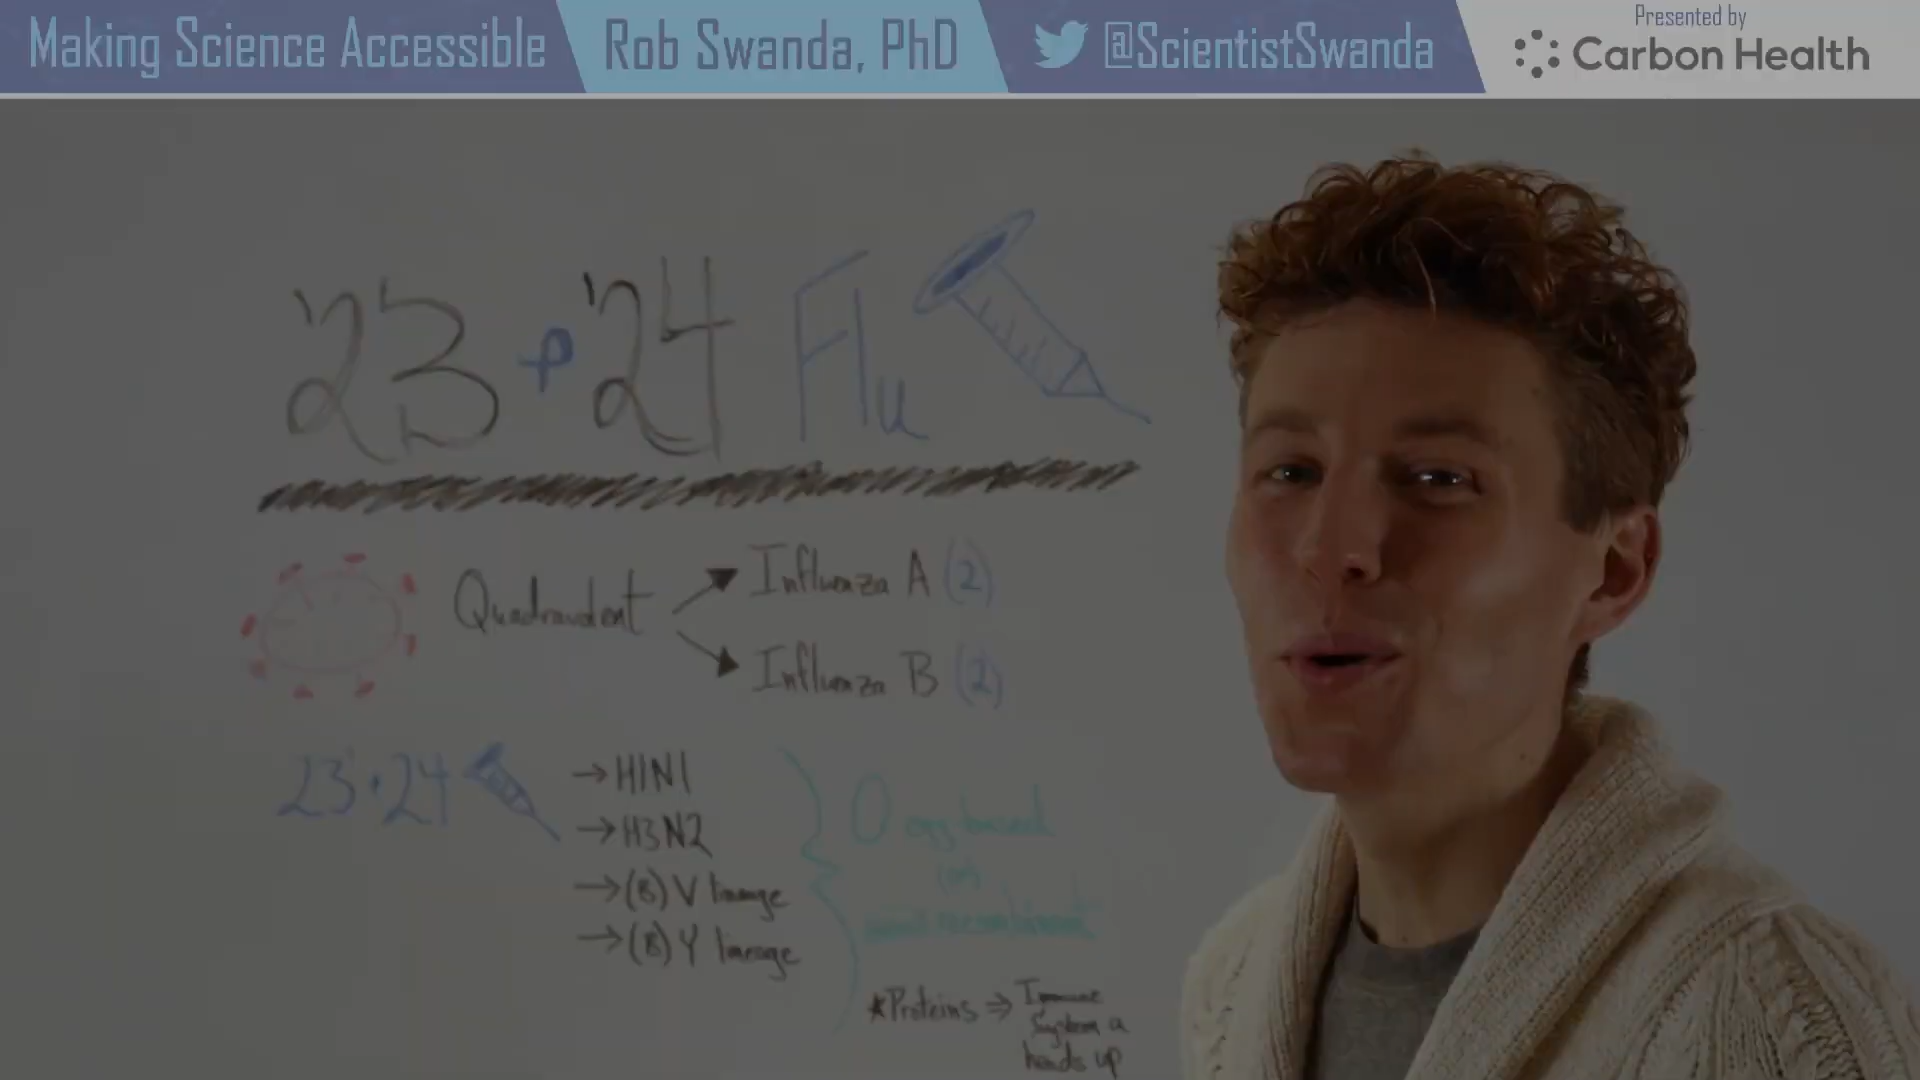 Making Science Accessible
Rob Swanda, PhD
@ScientistSwanda
Presented by
Carbon Health
'23 + '24 Flu
Quadravalent
Influenza A (2)
Influenza B (2)
23 + 24
→ H1N1
→ H3N2
→ (B) V lineage
→ (B) Y lineage
egg-based
(or)
recombinant
*Proteins ⇒ Immune
System a
heads up